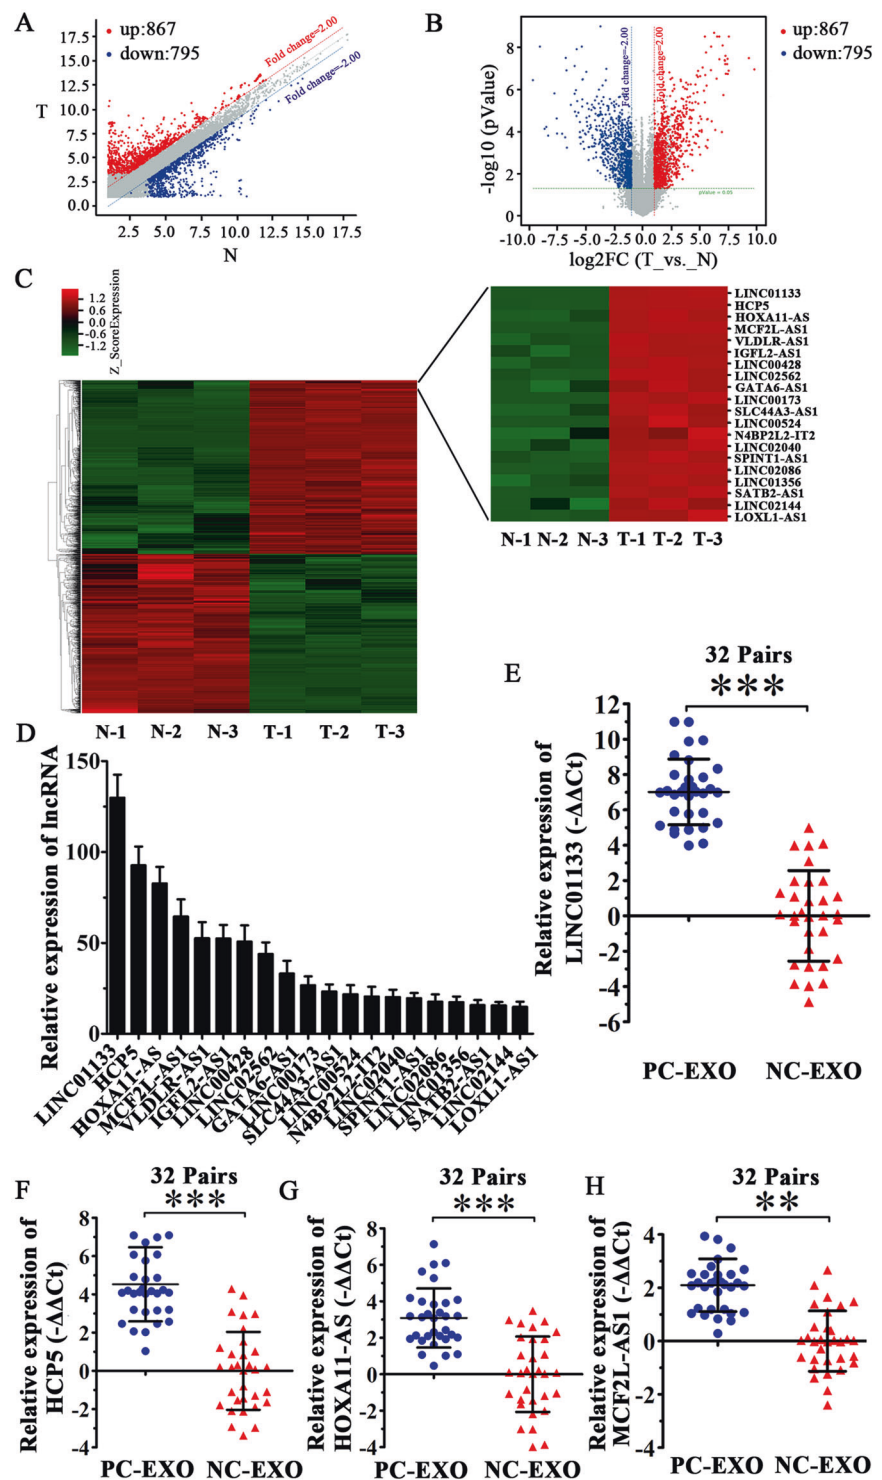 A
up:867
down:795
Fold change=2.00
Fold change=-2.00
T
17.5
15.0
12.5
10.0
7.5
5.0
2.5
0.0
2.5 5.0 7.5 10.0 12.5 15.0 17.5
N
B
up:867
down:795
Fold change=-2.00
Fold change=2.00
pValue = 0.05
-log10 (pValue)
8
6
4
2
0
-10.0 -7.5 -5.0 -2.5 0.0 2.5 5.0 7.5 10.0
log2FC (T_vs._N)
C
1.2
0.6
0.0
-0.6
-1.2
Z_ScoreExpression
N-1 N-2 N-3 T-1 T-2 T-3
LINC01133
HCP5
HOXA11-AS
MCF2L-AS1
VLDLR-AS1
IGFL2-AS1
LINC00428
LINC02562
GATA6-AS1
LINC00173
SLC44A3-AS1
LINC00524
N4BP2L2-IT2
LINC02040
SPINT1-AS1
LINC02086
LINC01356
SATB2-AS1
LINC02144
LOXL1-AS1
N-1 N-2 N-3 T-1 T-2 T-3
D
Relative expression of lncRNA
150
100
50
0
LINC01133
HCP5
HOXA11-AS
MCF2L-AS1
VLDLR-AS1
IGFL2-AS1
LINC00428
LINC02562
GATA6-AS1
LINC00173
SLC44A3-AS1
LINC00524
N4BP2L2-IT2
LINC02040
SPINT1-AS1
LINC02086
LINC01356
SATB2-AS1
LINC02144
LOXL1-AS1
E
32 Pairs
***
Relative expression of
LINC01133 (-ΔΔCt)
12
10
8
6
4
2
0
-2
-4
-6
PC-EXO NC-EXO
F
32 Pairs
***
Relative expression of
HCP5 (-ΔΔCt)
8
6
4
2
0
-2
-4
PC-EXO NC-EXO
G
32 Pairs
***
Relative expression of
HOXA11-AS (-ΔΔCt)
8
6
4
2
0
-2
-4
PC-EXO NC-EXO
H
32 Pairs
**
Relative expression of
MCF2L-AS1 (-ΔΔCt)
4
2
0
-2
-4
PC-EXO NC-EXO